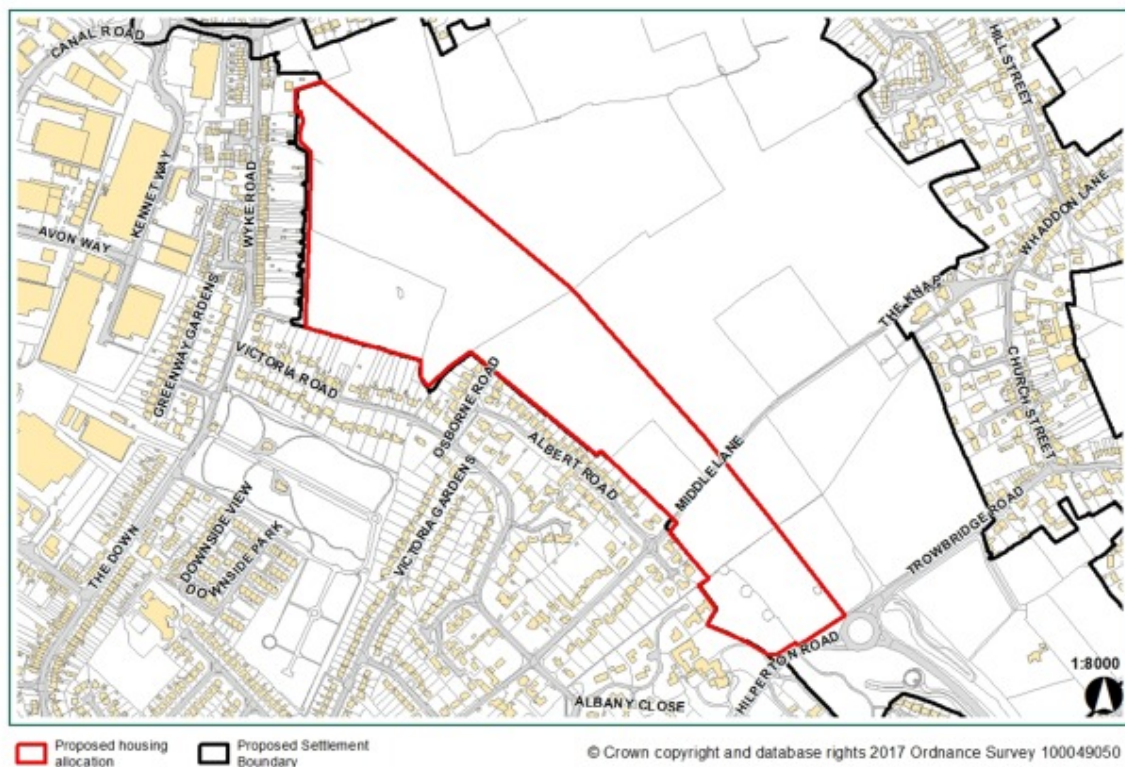 CANAL ROAD
HILL STREET
KENNET WAY
WYKE ROAD
WHADDON LANE
AVON WAY
THE KNAP
GREENWAY GARDENS
CHURCH STREET
VICTORIA ROAD
OSBORNE ROAD
ALBERT ROAD
MIDDLE LANE
TROWBRIDGE ROAD
VICTORIA GARDENS
DOWNSIDE VIEW
DOWNSIDE PARK
THE DOWN
HILPERTON ROAD
ALBANY CLOSE
1:8000
Proposed housing
allocation
Proposed Settlement
Boundary
© Crown copyright and database rights 2017 Ordnance Survey 100049050